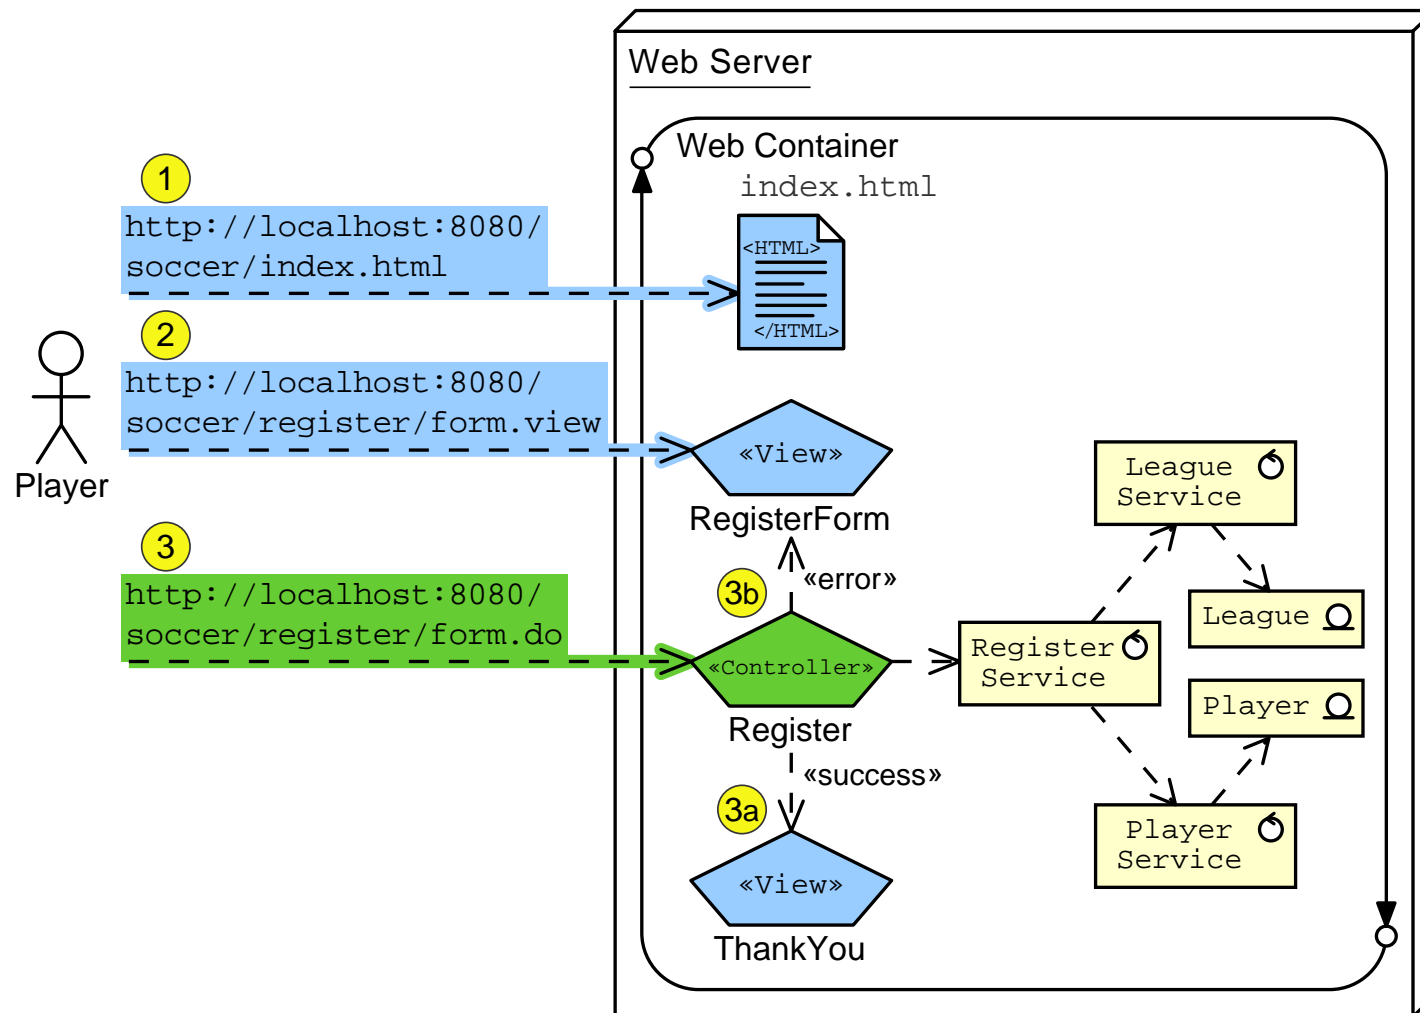 Web Server
Web Container
index.html
<HTML>
</HTML>
1
http://localhost:8080/
soccer/index.html
2
http://localhost:8080/
soccer/register/form.view
Player
«View»
RegisterForm
3
http://localhost:8080/
soccer/register/form.do
3b
«error»
«Controller»
Register
«success»
3a
«View»
ThankYou
League
Service
League
Register
Service
Player
Player
Service